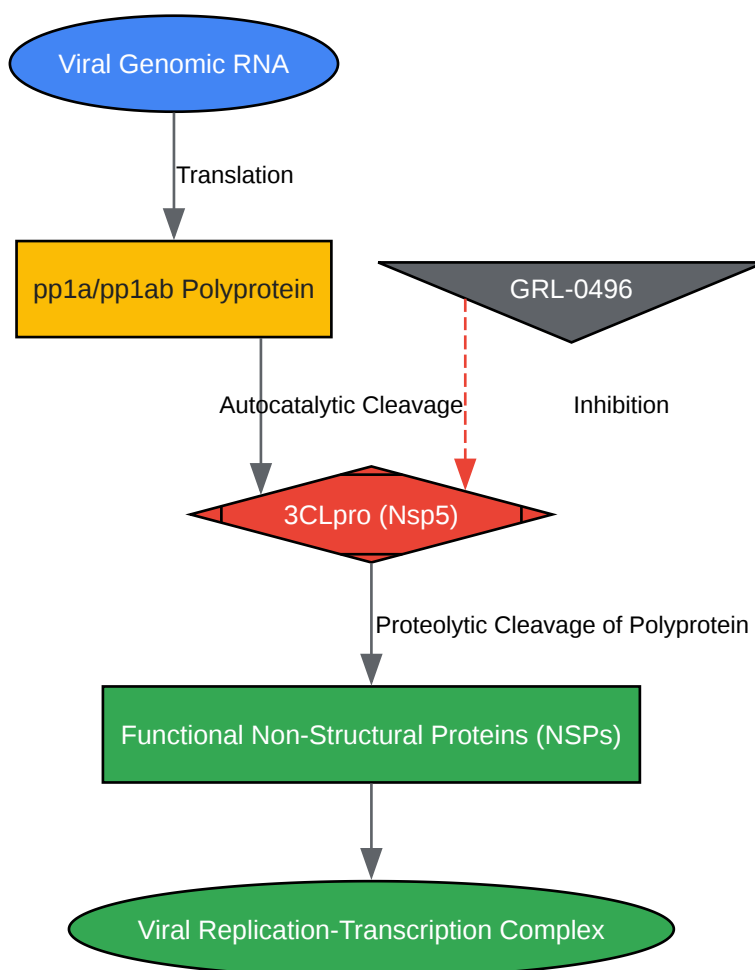 Viral Genomic RNA
Translation
pp1a/pp1ab Polyprotein
GRL-0496
Autocatalytic Cleavage
Inhibition
3CLpro (Nsp5)
Proteolytic Cleavage of Polyprotein
Functional Non-Structural Proteins (NSPs)
Viral Replication-Transcription Complex